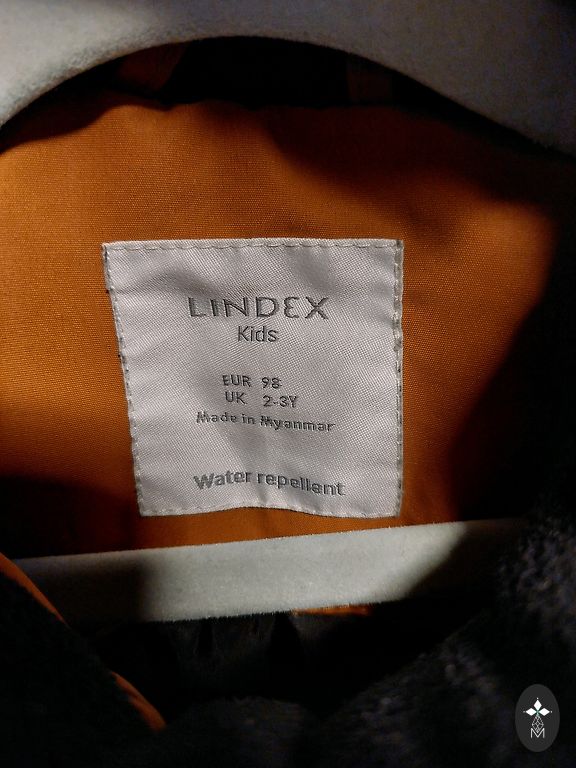 LINDEX
Kids
EUR 98
UK 2-3Y
Made in Myanmar
Water repellent
M